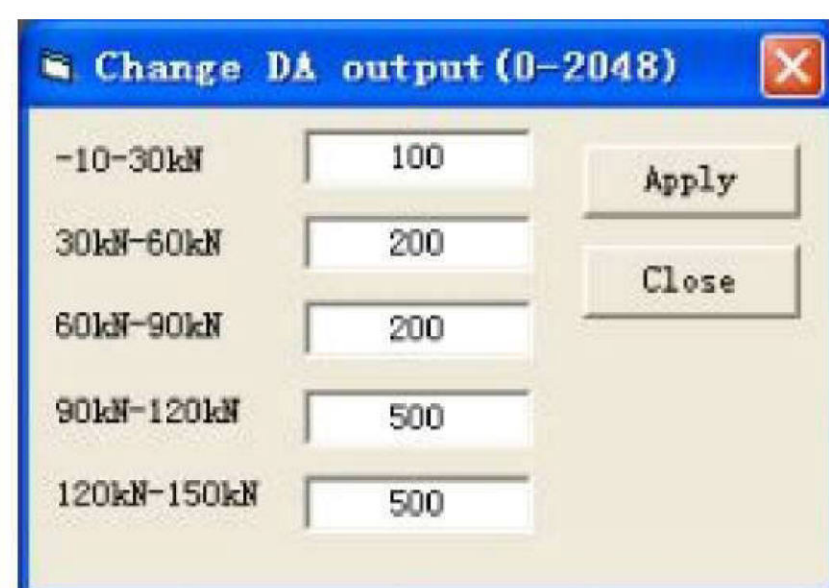 Change DA output(0-2048)
-10-30kN 100
Apply
30kN-60kN 200
Close
60kN-90kN 200
90kN-120kN 500
120kN-150kN 500